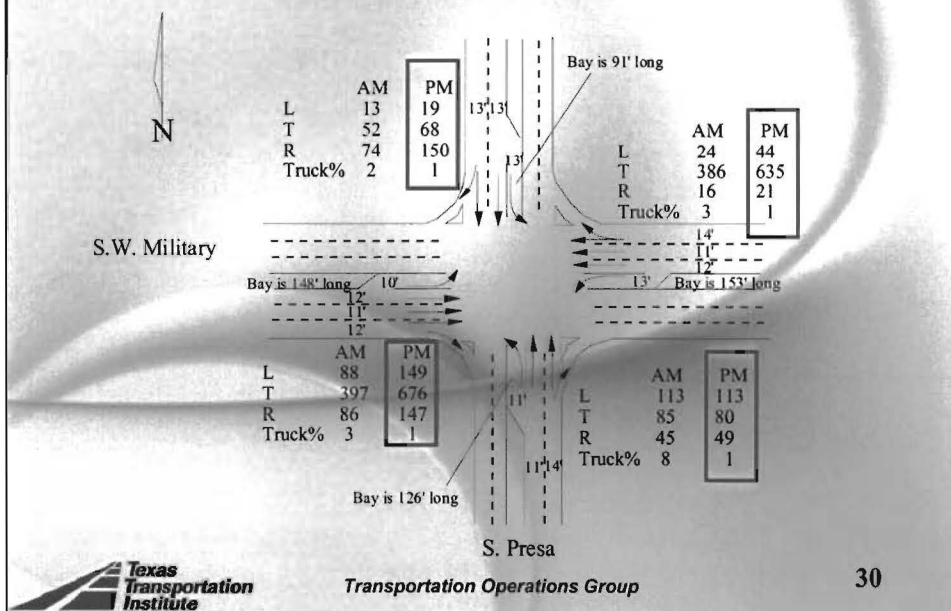 Bay is 91' long
AM PM
L 13 19
T 52 68
R 74 150
Truck% 2 1
N
13' 13'
13'
AM PM
L 24 44
T 386 635
R 16 21
Truck% 3 1
S.W. Military
14'
11'
12'
Bay is 148' long 10'
13' Bay is 153' long
12'
11'
12'
AM PM
L 88 149
T 397 676
R 86 147
Truck% 3 1
11'
AM PM
L 113 113
T 85 80
R 45 49
Truck% 8 1
11' 14'
Bay is 126' long
S. Presa
Texas
Transportation
Institute
Transportation Operations Group
30